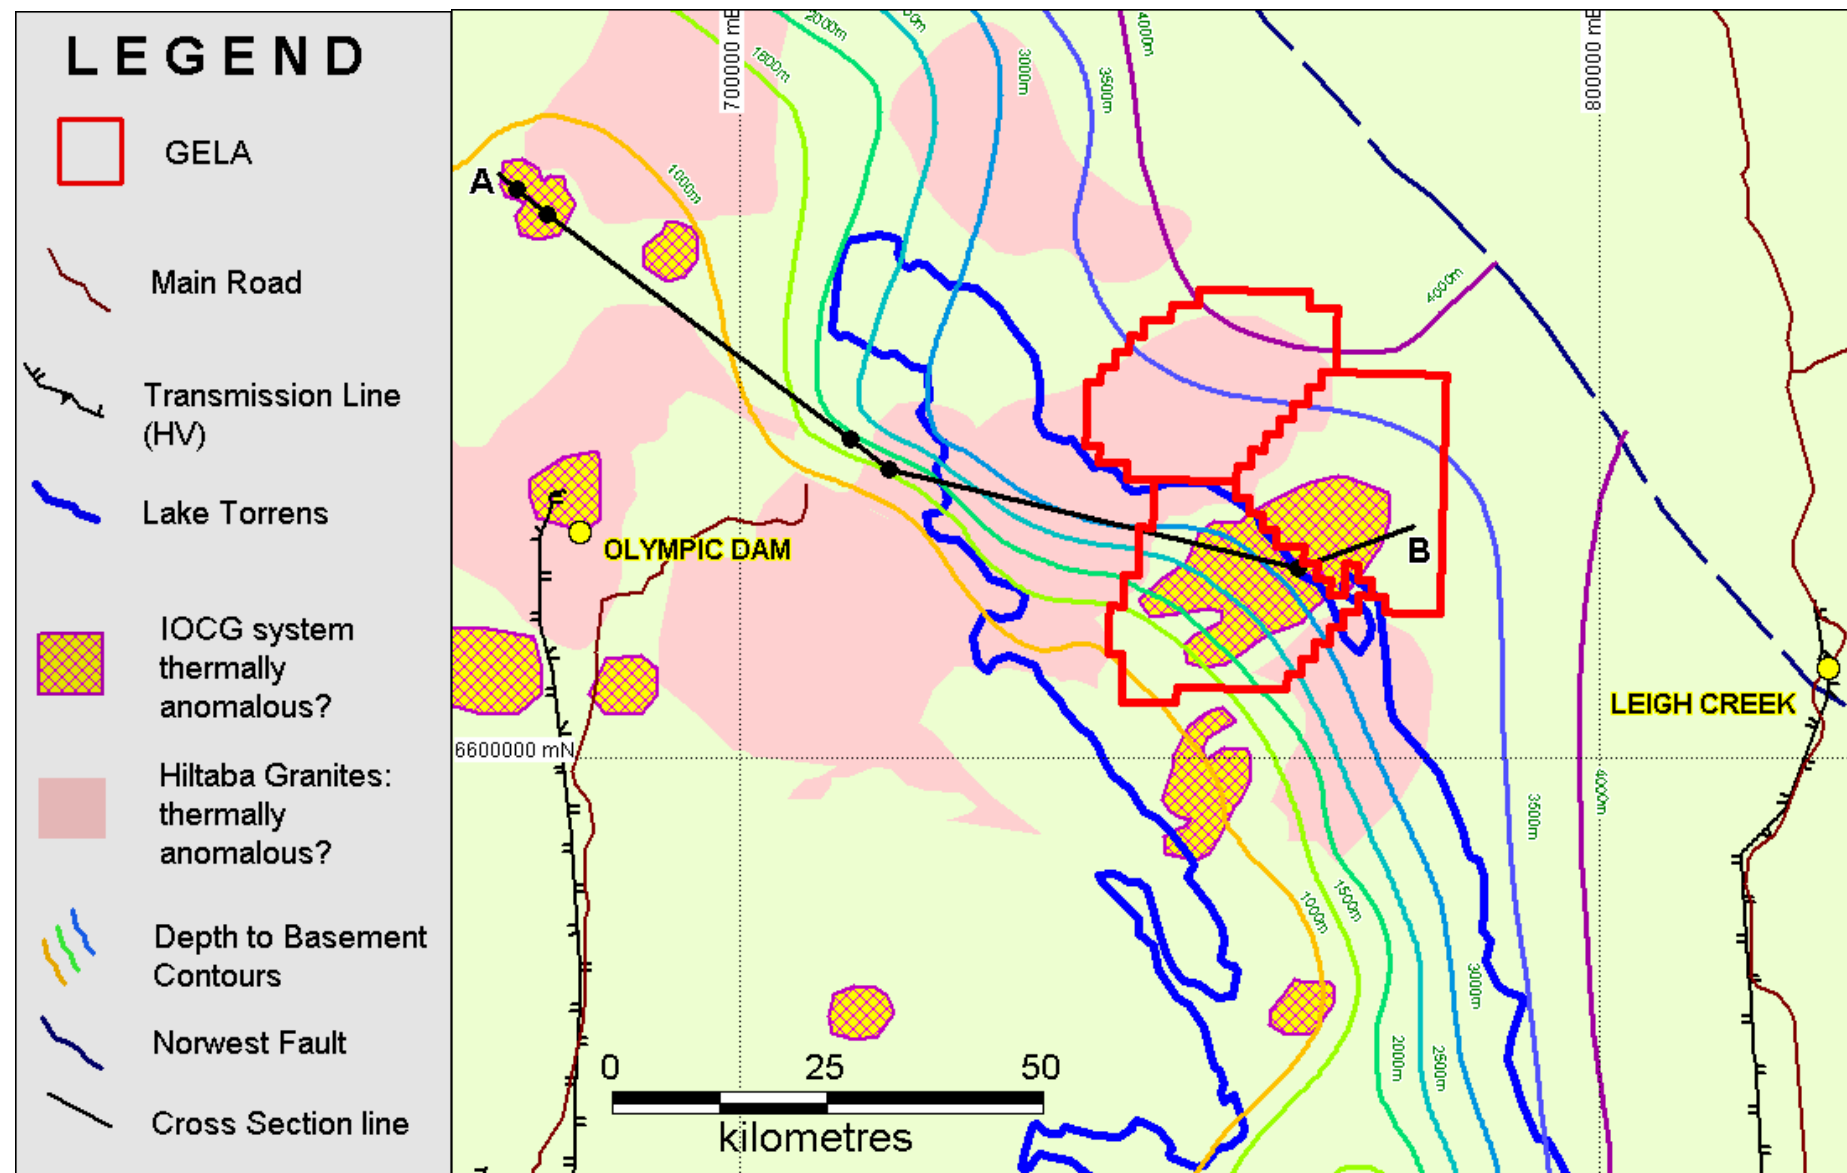 LEGEND
GELA
Main Road
Transmission Line
(HV)
Lake Torrens
IOCG system
thermally
anomalous?
Hiltaba Granites:
thermally
anomalous?
Depth to Basement
Contours
Norwest Fault
Cross Section line
700000 mE
800000 mE
1800m
2000m
3000m
3500m
4000m
A
1000m
4000m
OLYMPIC DAM
B
LEIGH CREEK
6600000 mN
4000m
3500m
1000m
1500m
3000m
2000m
2500m
0 25 50
kilometres